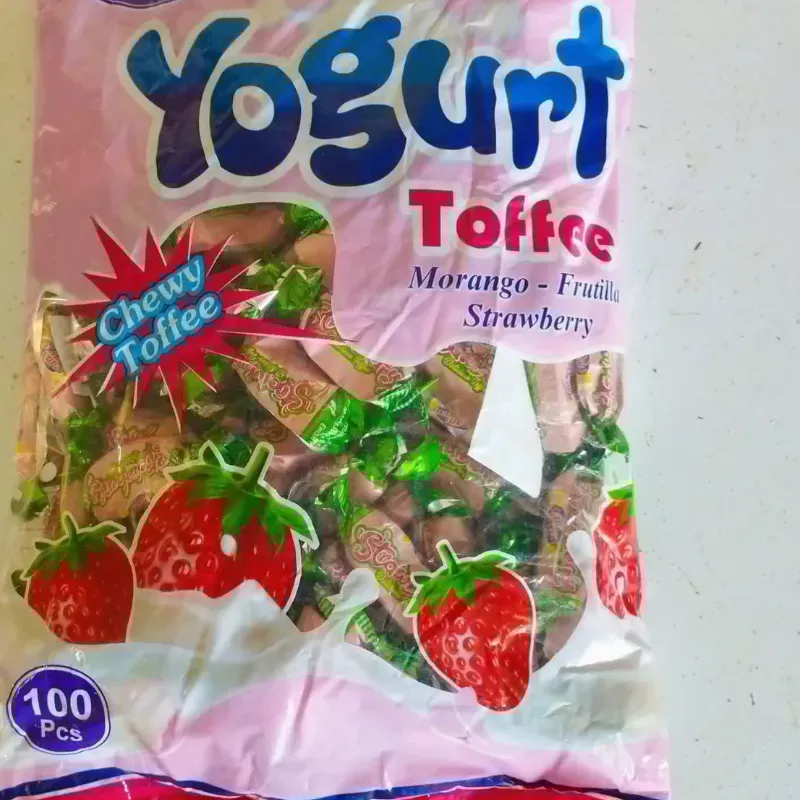 Yogurt
Toffee
Morango - Frutilla
Strawberry
Chewy
Toffee
100
Pcs